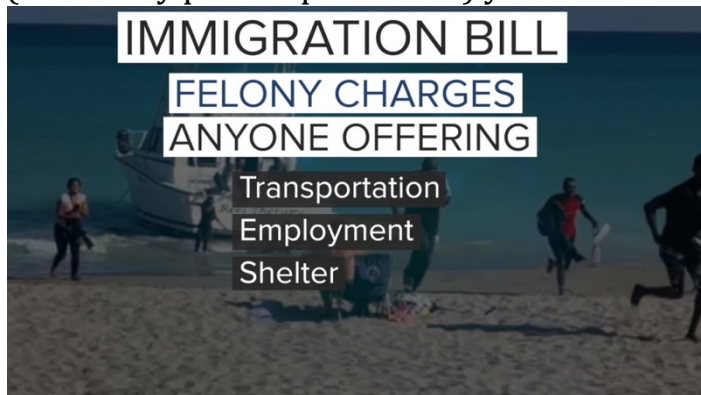 IMMIGRATION BILL
FELONY CHARGES
ANYONE OFFERING
Transportation
Employment
Shelter